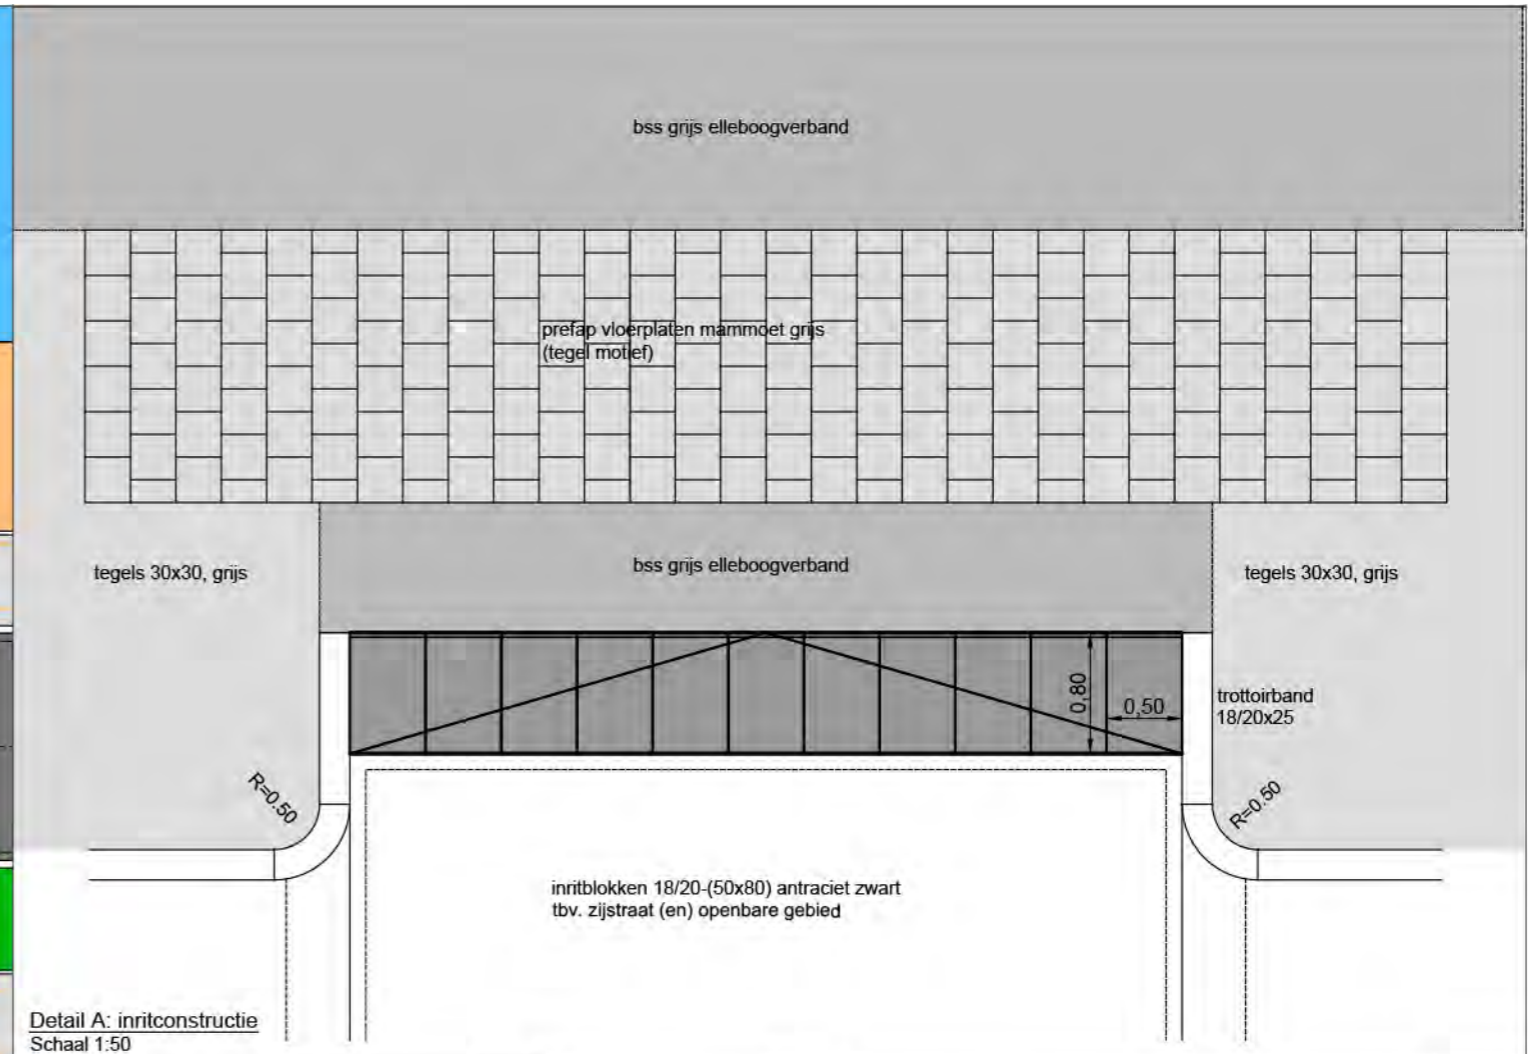 bss grijs elleboogverband
prefap vloerplaten mammoet grijs
(tegel motief)
tegels 30x30, grijs
bss grijs elleboogverband
tegels 30x30, grijs
0,80
0,50
trottoirband
18/20x25
R=0.50
R=0.50
inritblokken 18/20-(50x80) antraciet zwart
tbv. zijstraat (en) openbare gebied
Detail A: inritconstructie
Schaal 1:50